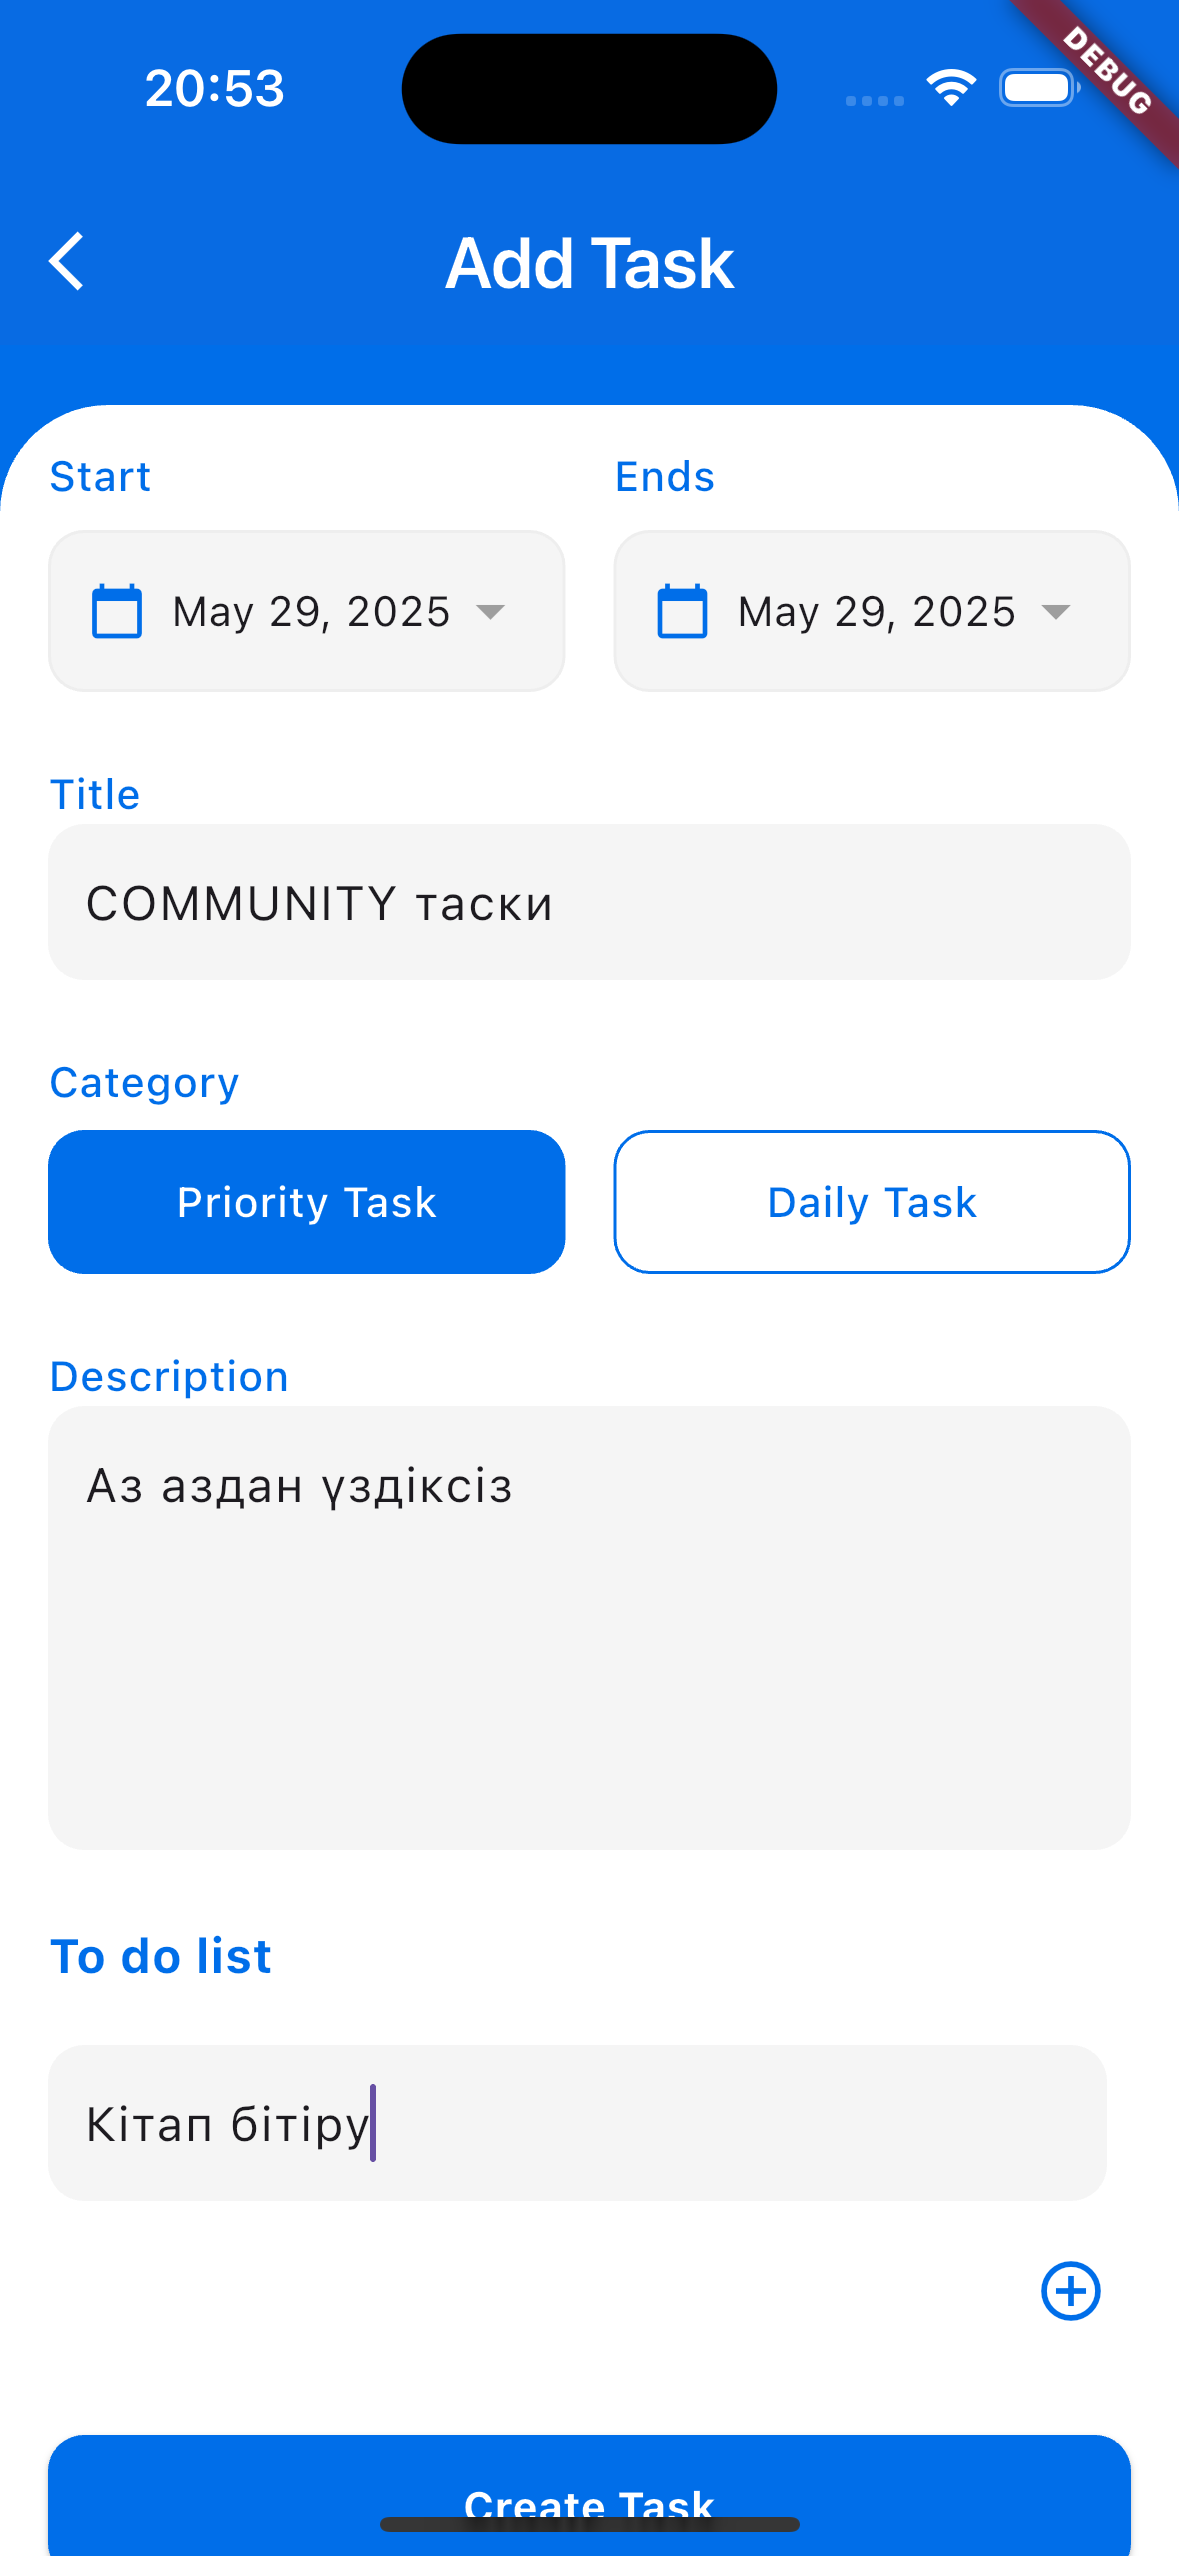 20:53
DEBUG
Add Task
Start
Ends
May 29, 2025
May 29, 2025
Title
COMMUNITY таски
Category
Priority Task
Daily Task
Description
Аз аздан үздіксіз
To do list
Кітап бітіру
Create Task